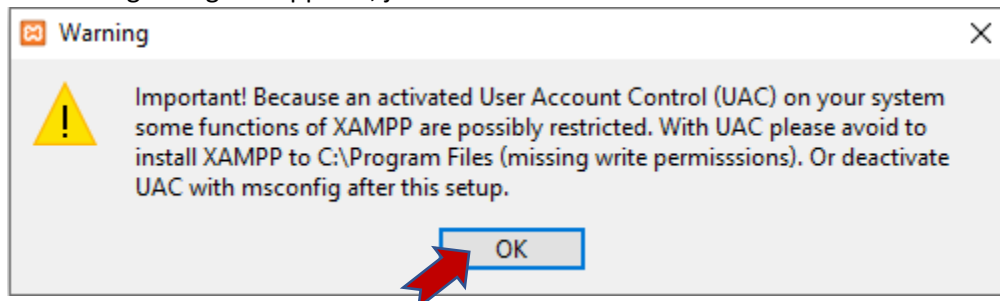 Warning
Important! Because an activated User Account Control (UAC) on your system
some functions of XAMPP are possibly restricted. With UAC please avoid to
install XAMPP to C:\Program Files (missing write permisssions). Or deactivate
UAC with msconfig after this setup.
OK